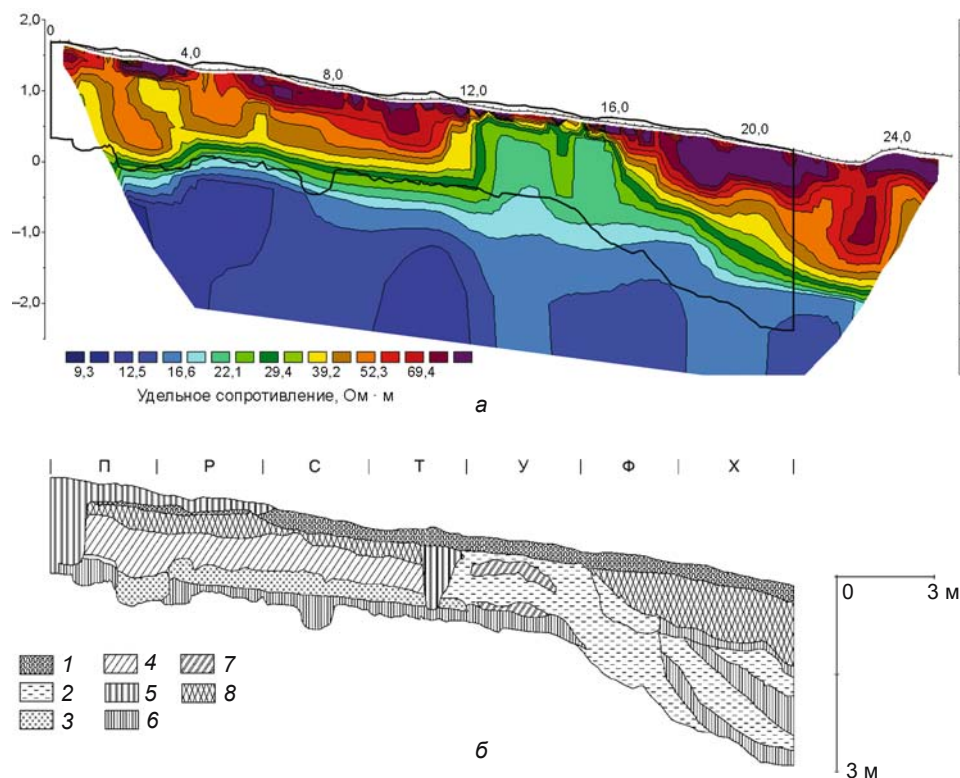 2,0
1,0
0
–1,0
–2,0
0
4,0
8,0
12,0
16,0
20,0
24,0
9,3 12,5 16,6 22,1 29,4 39,2 52,3 69,4
Удельное сопротивление, Ом · м
а
П Р С Т У Ф Х
0 3 м
3 м
1 4 7
2 5 8
3 6
б